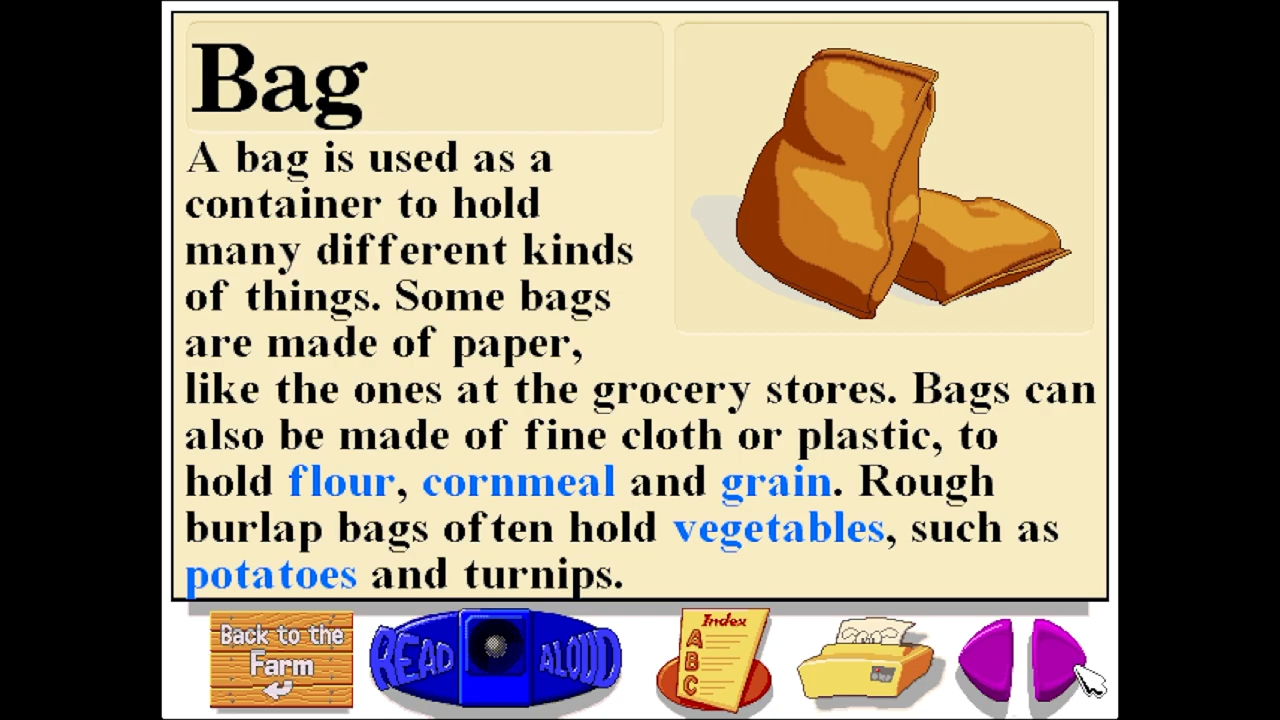 Bag
A bag is used as a
container to hold
many different kinds
of things. Some bags
are made of paper,
like the ones at the grocery stores. Bags can
also be made of fine cloth or plastic, to
hold flour, cornmeal and grain. Rough
burlap bags often hold vegetables, such as
potatoes and turnips.
Back to the
Farm
READ ALOUD
Index
A
B
C